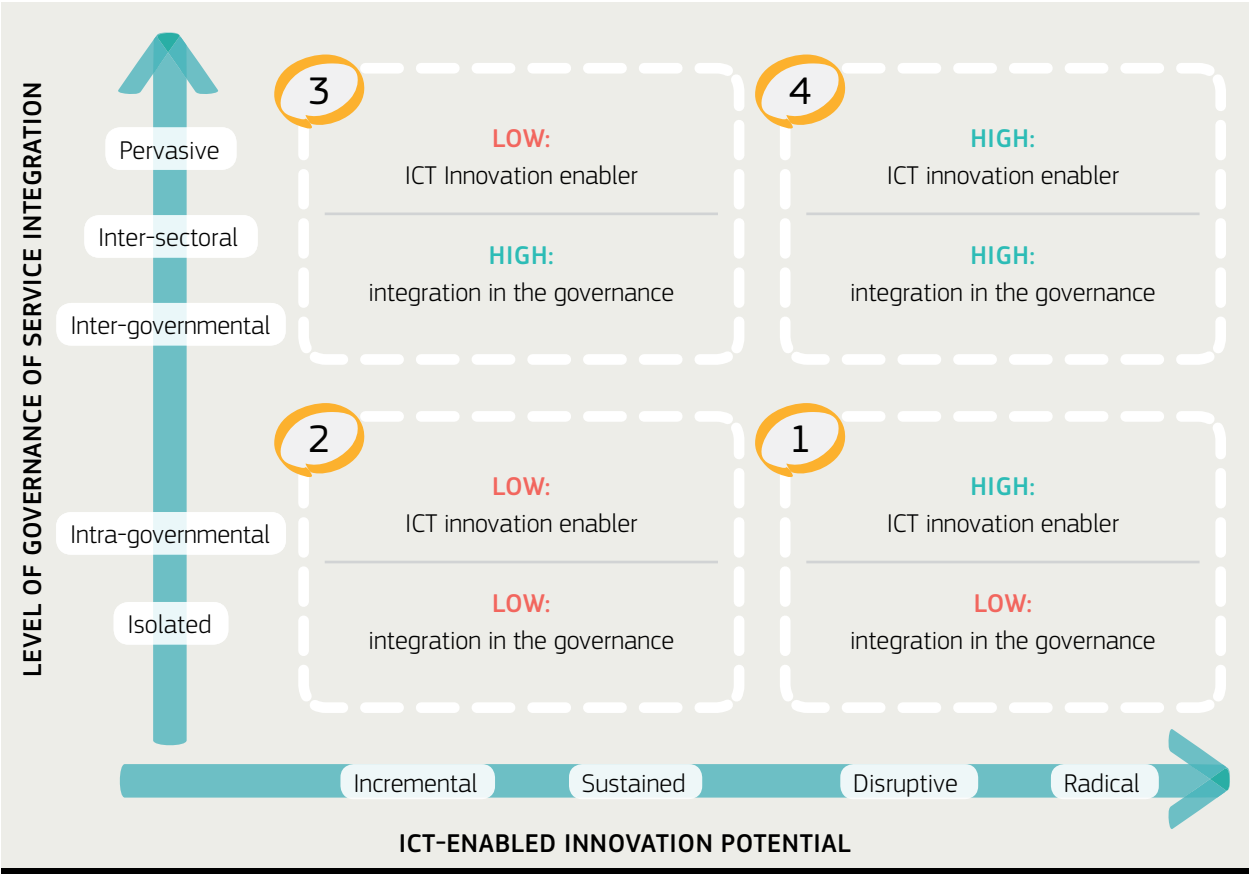 LEVEL OF GOVERNANCE OF SERVICE INTEGRATION
Pervasive
Inter-sectoral
Inter-governmental
Intra-governmental
Isolated
3
LOW:
ICT Innovation enabler
HIGH:
integration in the governance
4
HIGH:
ICT innovation enabler
HIGH:
integration in the governance
2
LOW:
ICT innovation enabler
LOW:
integration in the governance
1
HIGH:
ICT innovation enabler
LOW:
integration in the governance
Incremental
Sustained
Disruptive
Radical
ICT-ENABLED INNOVATION POTENTIAL